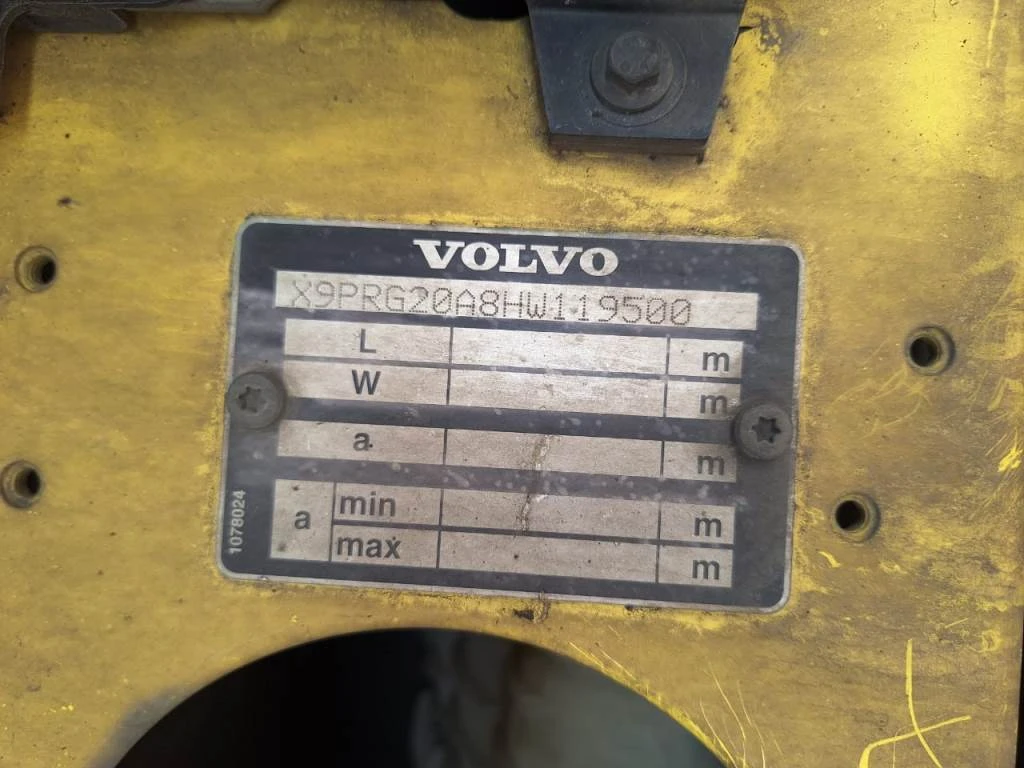 VOLVO
X9PRG20A8HW119500
L m
W m
a m
a min m
max m
1078024